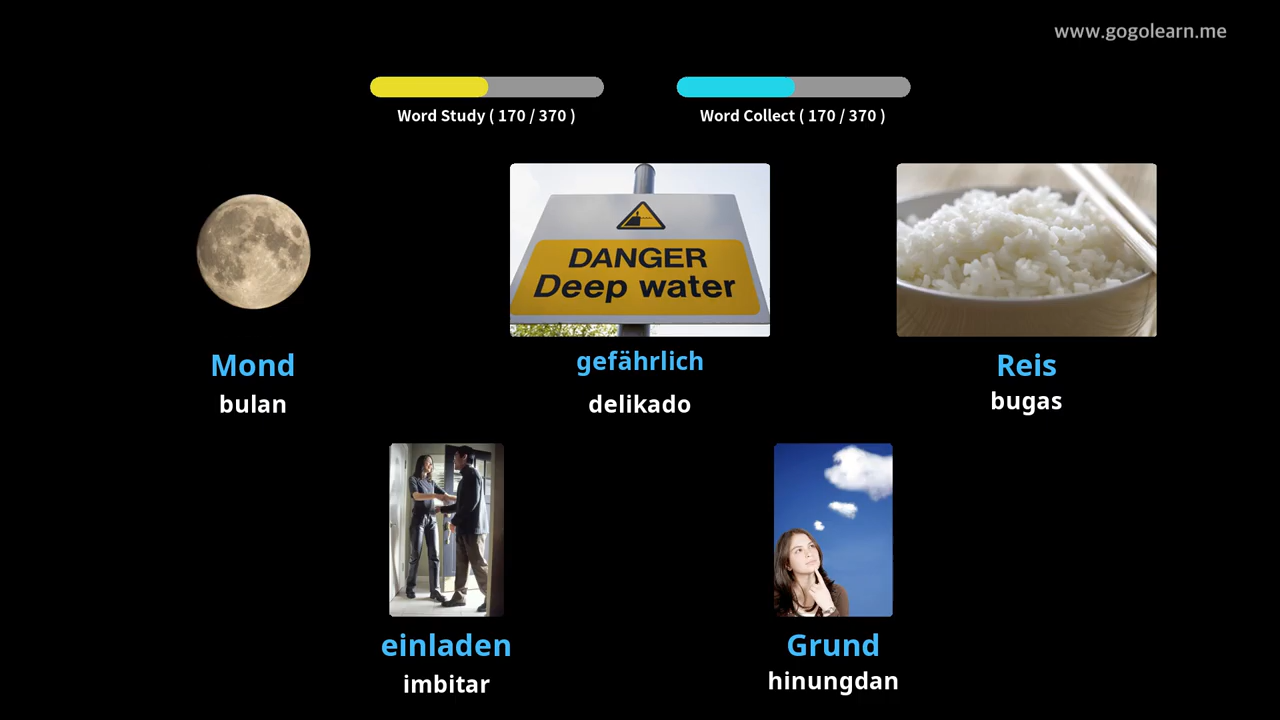 www.gogolearn.me
Word Study ( 170 / 370 )
Word Collect ( 170 / 370 )
DANGER
Deep water
Mond
bulan
gefährlich
delikado
Reis
bugas
einladen
imbitar
Grund
hinungdan